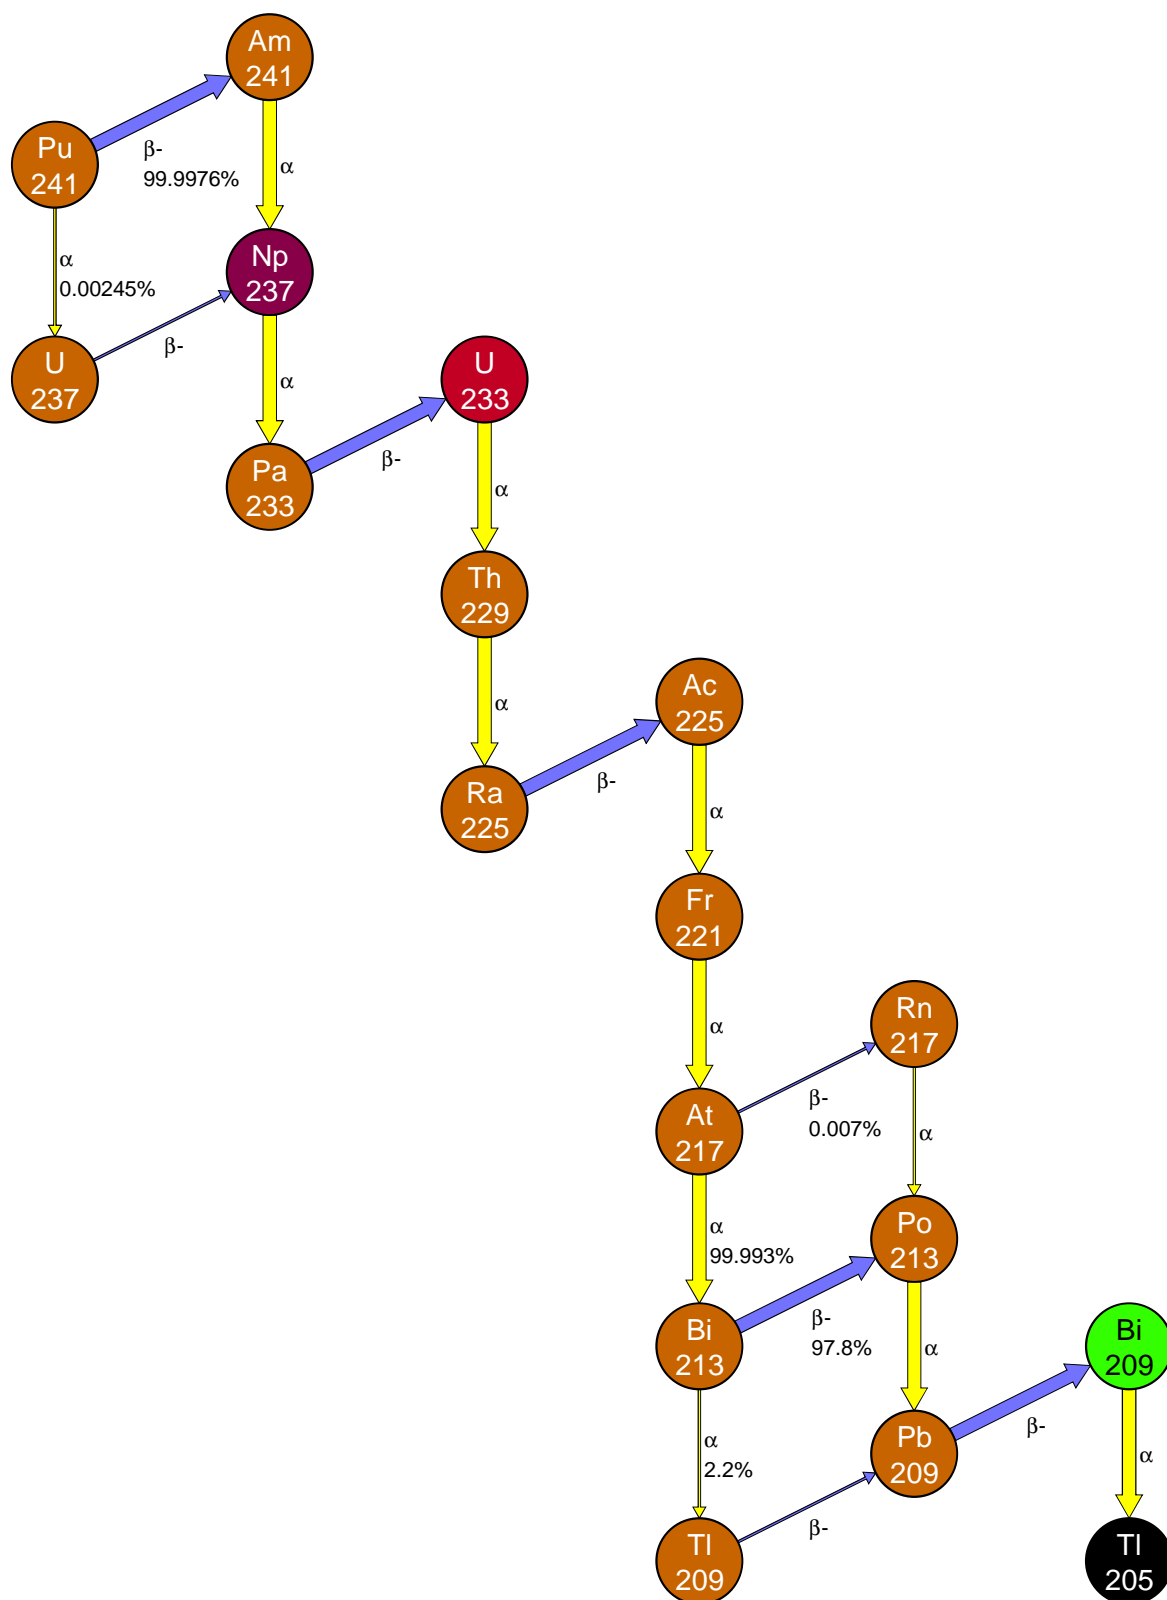 Am
241
Pu
241
β-
99.9976%
α
Np
237
α
0.00245%
U
237
β-
α
U
233
Pa
233
β-
α
Th
229
α
Ac
225
Ra
225
β-
α
Fr
221
α
Rn
217
At
217
β-
0.007%
α
Po
213
α
99.993%
Bi
213
β-
97.8%
α
Bi
209
Pb
209
β-
α
α
2.2%
β-
Tl
209
Tl
205